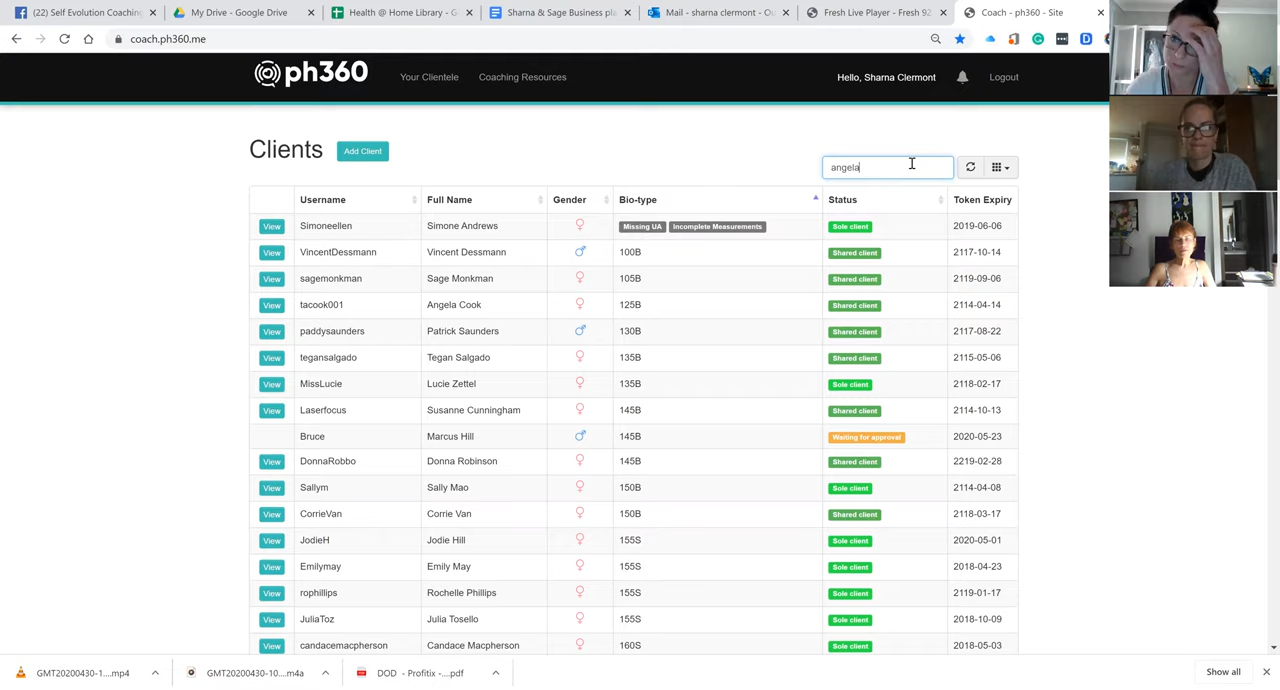 (22) Self Evolution Coaching
My Drive - Google Drive
Health @ Home Library - G
Sharna & Sage Business pla
Mail - sharna clermont - Ou
Fresh Live Player - Fresh 92
Coach - ph360 - Site
coach.ph360.me
ph360
Your Clientele
Coaching Resources
Hello, Sharna Clermont
Logout
Clients
Add Client
angela
Username Full Name Gender Bio-type Status Token Expiry
View Simoneellen Simone Andrews Missing UA Incomplete Measurements Sole client 2019-06-06
View VincentDessmann Vincent Dessmann 100B Shared client 2117-10-14
View sagemonkman Sage Monkman 105B Shared client 2119-09-06
View tacook001 Angela Cook 125B Shared client 2114-04-14
View paddysaunders Patrick Saunders 130B Shared client 2117-08-22
View tegansalgado Tegan Salgado 135B Shared client 2115-05-06
View MissLucie Lucie Zettel 135B Sole client 2118-02-17
View Laserfocus Susanne Cunningham 145B Shared client 2114-10-13
Bruce Marcus Hill 145B Waiting for approval 2020-05-23
View DonnaRobbo Donna Robinson 145B Shared client 2219-02-28
View Sallym Sally Mao 150B Sole client 2114-04-08
View CorrieVan Corrie Van 150B Shared client 2118-03-17
View JodieH Jodie Hill 155S Sole client 2020-05-01
View Emilymay Emily May 155S Sole client 2018-04-23
View rophillips Rochelle Phillips 155S Sole client 2119-01-17
View JuliaToz Julia Tosello 155S Sole client 2018-10-09
View candacemacpherson Candace Macpherson 160S Sole client 2018-05-03
GMT20200430-1....mp4
GMT20200430-10....m4a
DOD - Profitix -....pdf
Show all